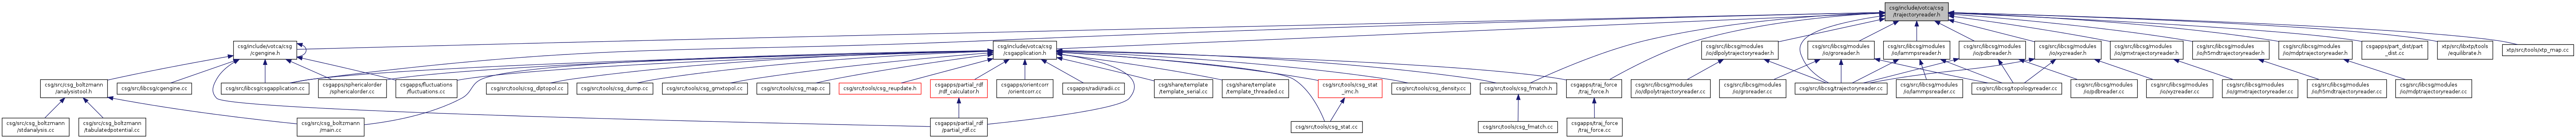 csg/include/votca/csg
/trajectoryreader.h
csg/include/votca/csg
/cgengine.h
csg/include/votca/csg
/csgapplication.h
csg/src/libcsg/modules
/io/dlpolytrajectoryreader.h
csg/src/libcsg/modules
/io/groreader.h
csg/src/libcsg/modules
/io/lammpsreader.h
csg/src/libcsg/modules
/io/pdbreader.h
csg/src/libcsg/modules
/io/xyzreader.h
csg/src/libcsg/modules
/io/gmxtrajectoryreader.h
csg/src/libcsg/modules
/io/h5mdtrajectoryreader.h
csg/src/libcsg/modules
/io/mdptrajectoryreader.h
csgapps/part_dist/part
_dist.cc
xtp/src/libxtp/tools
/equilibrate.h
xtp/src/tools/xtp_map.cc
csg/src/csg_boltzmann
/analysistool.h
csg/src/libcsg/cgengine.cc
csg/src/libcsg/csgapplication.cc
csgapps/sphericalorder
/sphericalorder.cc
csgapps/fluctuations
/fluctuations.cc
csg/src/tools/csg_dlptopol.cc
csg/src/tools/csg_dump.cc
csg/src/tools/csg_gmxtopol.cc
csg/src/tools/csg_map.cc
csg/src/tools/csg_reupdate.h
csgapps/partial_rdf
/rdf_calculator.h
csgapps/orientcorr
/orientcorr.cc
csgapps/radii/radii.cc
csg/share/template
/template_serial.cc
csg/share/template
/template_threaded.cc
csg/src/tools/csg_stat
_imc.h
csg/src/tools/csg_density.cc
csg/src/tools/csg_fmatch.h
csgapps/traj_force
/traj_force.h
csg/src/libcsg/modules
/io/dlpolytrajectoryreader.cc
csg/src/libcsg/modules
/io/groreader.cc
csg/src/libcsg/trajectoryreader.cc
csg/src/libcsg/modules
/io/lammpsreader.cc
csg/src/libcsg/topologyreader.cc
csg/src/libcsg/modules
/io/pdbreader.cc
csg/src/libcsg/modules
/io/xyzreader.cc
csg/src/libcsg/modules
/io/gmxtrajectoryreader.cc
csg/src/libcsg/modules
/io/h5mdtrajectoryreader.cc
csg/src/libcsg/modules
/io/mdptrajectoryreader.cc
csg/src/csg_boltzmann
/stdanalysis.cc
csg/src/csg_boltzmann
/tabulatedpotential.cc
csg/src/csg_boltzmann
/main.cc
csgapps/partial_rdf
/partial_rdf.cc
csg/src/tools/csg_stat.cc
csg/src/tools/csg_fmatch.cc
csgapps/traj_force
/traj_force.cc